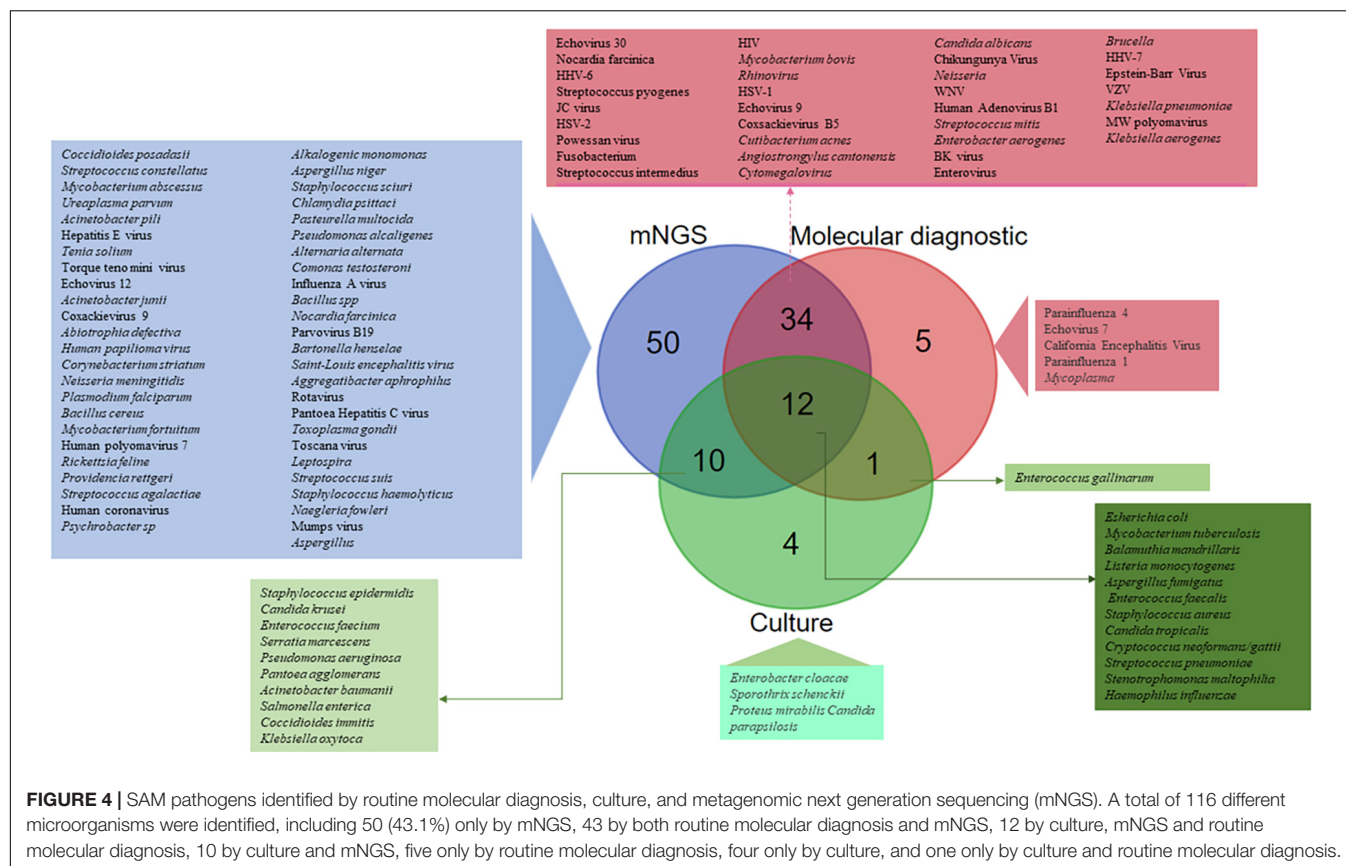 Echovirus 30
Nocardia farcinica
HHV-6
Streptococcus pyogenes
JC virus
HSV-2
Powessan virus
Fusobacterium
Streptococcus intermedius
HIV
Mycobacterium bovis
Rhinovirus
HSV-1
Echovirus 9
Coxsackievirus B5
Cutibacterium acnes
Angiostrongylus cantonensis
Cytomegalovirus
Candida albicans
Chikungunya Virus
Neisseria
WNV
Human Adenovirus B1
Streptococcus mitis
Enterobacter aerogenes
BK virus
Enterovirus
Brucella
HHV-7
Epstein-Barr Virus
VZV
Klebsiella pneumoniae
MW polyomavirus
Klebsiella aerogenes
Coccidioides posadasii
Streptococcus constellatus
Mycobacterium abscessus
Ureaplasma parvum
Acinetobacter pili
Hepatitis E virus
Tenia solium
Torque teno mini virus
Echovirus 12
Acinetobacter junii
Coxackievirus 9
Abiotrophia defectiva
Human papilioma virus
Corynebacterium striatum
Neisseria meningitidis
Plasmodium falciparum
Bacillus cereus
Mycobacterium fortuitum
Human polyomavirus 7
Rickettsia feline
Providencia rettgeri
Streptococcus agalactiae
Human coronavirus
Psychrobacter sp
Alkalogenic monomonas
Aspergillus niger
Staphylococcus sciuri
Chlamydia psittaci
Pasteurella multocida
Pseudomonas alcaligenes
Alternaria alternata
Comonas testosteroni
Influenza A virus
Bacillus spp
Nocardia farcinica
Parvovirus B19
Bartonella henselae
Saint-Louis encephalitis virus
Aggregatibacter aphrophilus
Rotavirus
Pantoea Hepatitis C virus
Toxoplasma gondii
Toscana virus
Leptospira
Streptococcus suis
Staphylococcus haemolyticus
Naegleria fowleri
Mumps virus
Aspergillus
mNGS
Molecular diagnostic
50
34
5
12
10
1
4
Culture
Parainfluenza 4
Echovirus 7
California Encephalitis Virus
Parainfluenza 1
Mycoplasma
Enterococcus gallinarum
Esherichia coli
Mycobacterium tuberculosis
Balamuthia mandrillaris
Listeria monocytogenes
Aspergillus fumigatus
Enterococcus faecalis
Staphylococcus aureus
Candida tropicalis
Cryptococcus neoformans/gattii
Streptococcus pneumoniae
Stenotrophomonas maltophilia
Haemophilus influenzae
Staphylococcus epidermidis
Candida krusei
Enterococcus faecium
Serratia marcescens
Pseudomonas aeruginosa
Pantoea agglomerans
Acinetobacter baumanii
Salmonella enterica
Coccidioides immitis
Klebsiella oxytoca
Enterobacter cloacae
Sporothrix schenckii
Proteus mirabilis Candida
parapsilosis
FIGURE 4 | SAM pathogens identified by routine molecular diagnosis, culture, and metagenomic next generation sequencing (mNGS). A total of 116 different
microorganisms were identified, including 50 (43.1%) only by mNGS, 43 by both routine molecular diagnosis and mNGS, 12 by culture, mNGS and routine
molecular diagnosis, 10 by culture and mNGS, five only by routine molecular diagnosis, four only by culture, and one only by culture and routine molecular diagnosis.